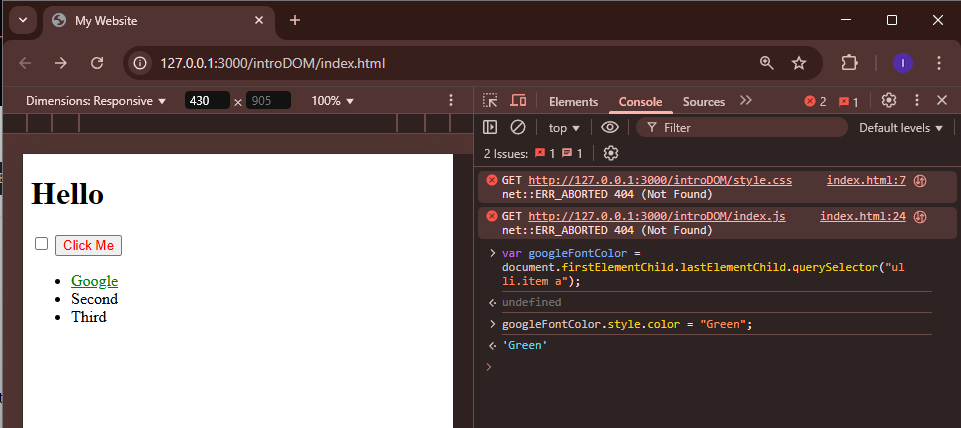 My Website
127.0.0.1:3000/introDOM/index.html
I
Dimensions: Responsive 430 × 905 100%
Elements Console Sources 2 1
top Filter Default levels
2 Issues: 1 1
GET http://127.0.0.1:3000/introDOM/style.css index.html:7
net::ERR_ABORTED 404 (Not Found)
GET http://127.0.0.1:3000/introDOM/index.js index.html:24
net::ERR_ABORTED 404 (Not Found)
var googleFontColor =
document.firstElementChild.lastElementChild.querySelector("ul
li.item a");
undefined
googleFontColor.style.color = "Green";
'Green'
Hello
Click Me
Google
Second
Third